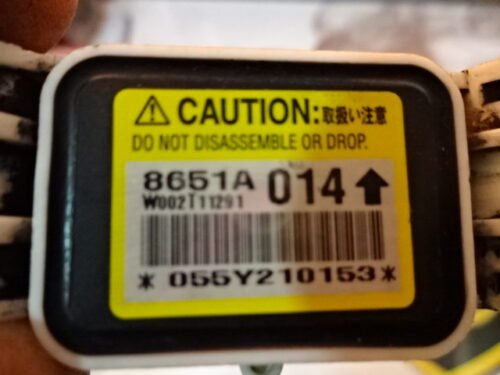 ⚠ CAUTION:取扱い注意
DO NOT DISASSEMBLE OR DROP.
8651A 014 ↑
W002T11291
*055Y210153*